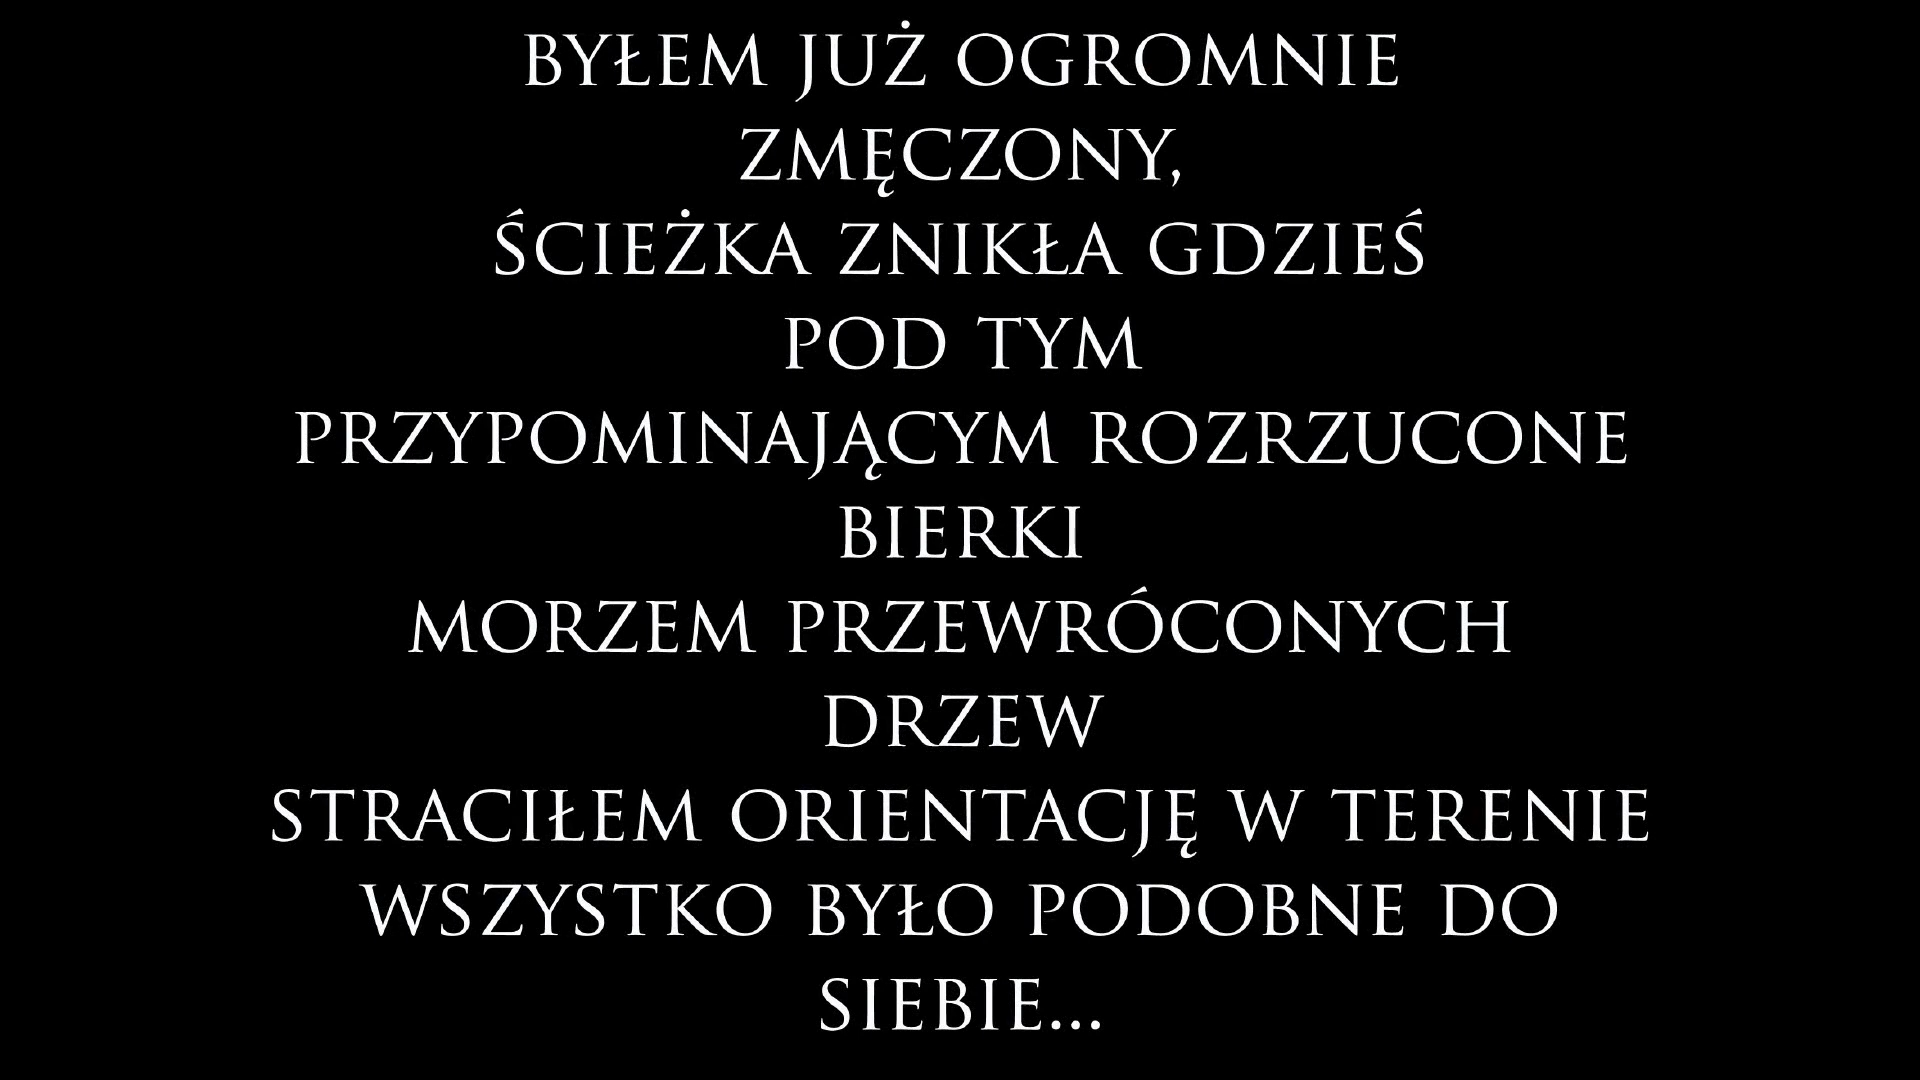 BYŁEM JUŻ OGROMNIE
ZMĘCZONY,
ŚCIEŻKA ZNIKŁA GDZIEŚ
POD TYM
PRZYPOMINAJĄCYM ROZRZUCONE
BIERKI
MORZEM PRZEWRÓCONYCH
DRZEW
STRACIŁEM ORIENTACJĘ W TERENIE
WSZYSTKO BYŁO PODOBNE DO
SIEBIE...